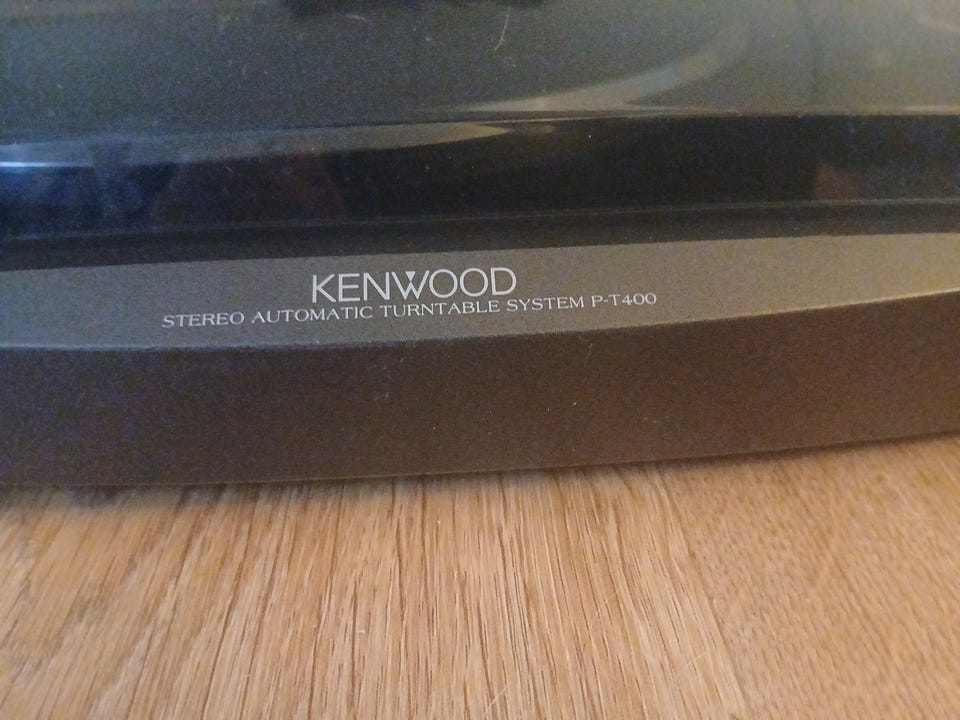 KENWOOD
STEREO AUTOMATIC TURNTABLE SYSTEM P-T400